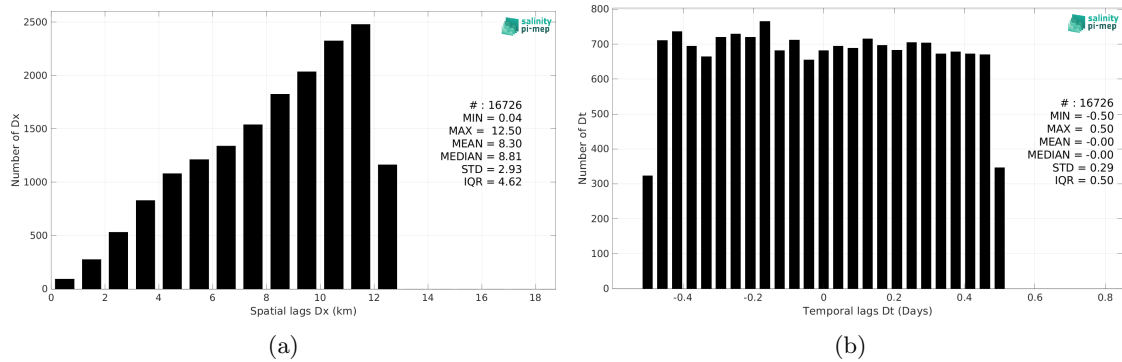 2500
2000
1500
1000
500
0
Number of Dx
0 2 4 6 8 10 12 14 16 18
Spatial lags Dx (km)
salinity
pi-mep
# : 16726
MIN = 0.04
MAX = 12.50
MEAN = 8.30
MEDIAN = 8.81
STD = 2.93
IQR = 4.62
(a)
800
700
600
500
400
300
200
100
0
Number of Dt
-0.4 -0.2 0 0.2 0.4 0.6 0.8
Temporal lags Dt (Days)
salinity
pi-mep
# : 16726
MIN = -0.50
MAX = 0.50
MEAN = -0.00
MEDIAN = -0.00
STD = 0.29
IQR = 0.50
(b)